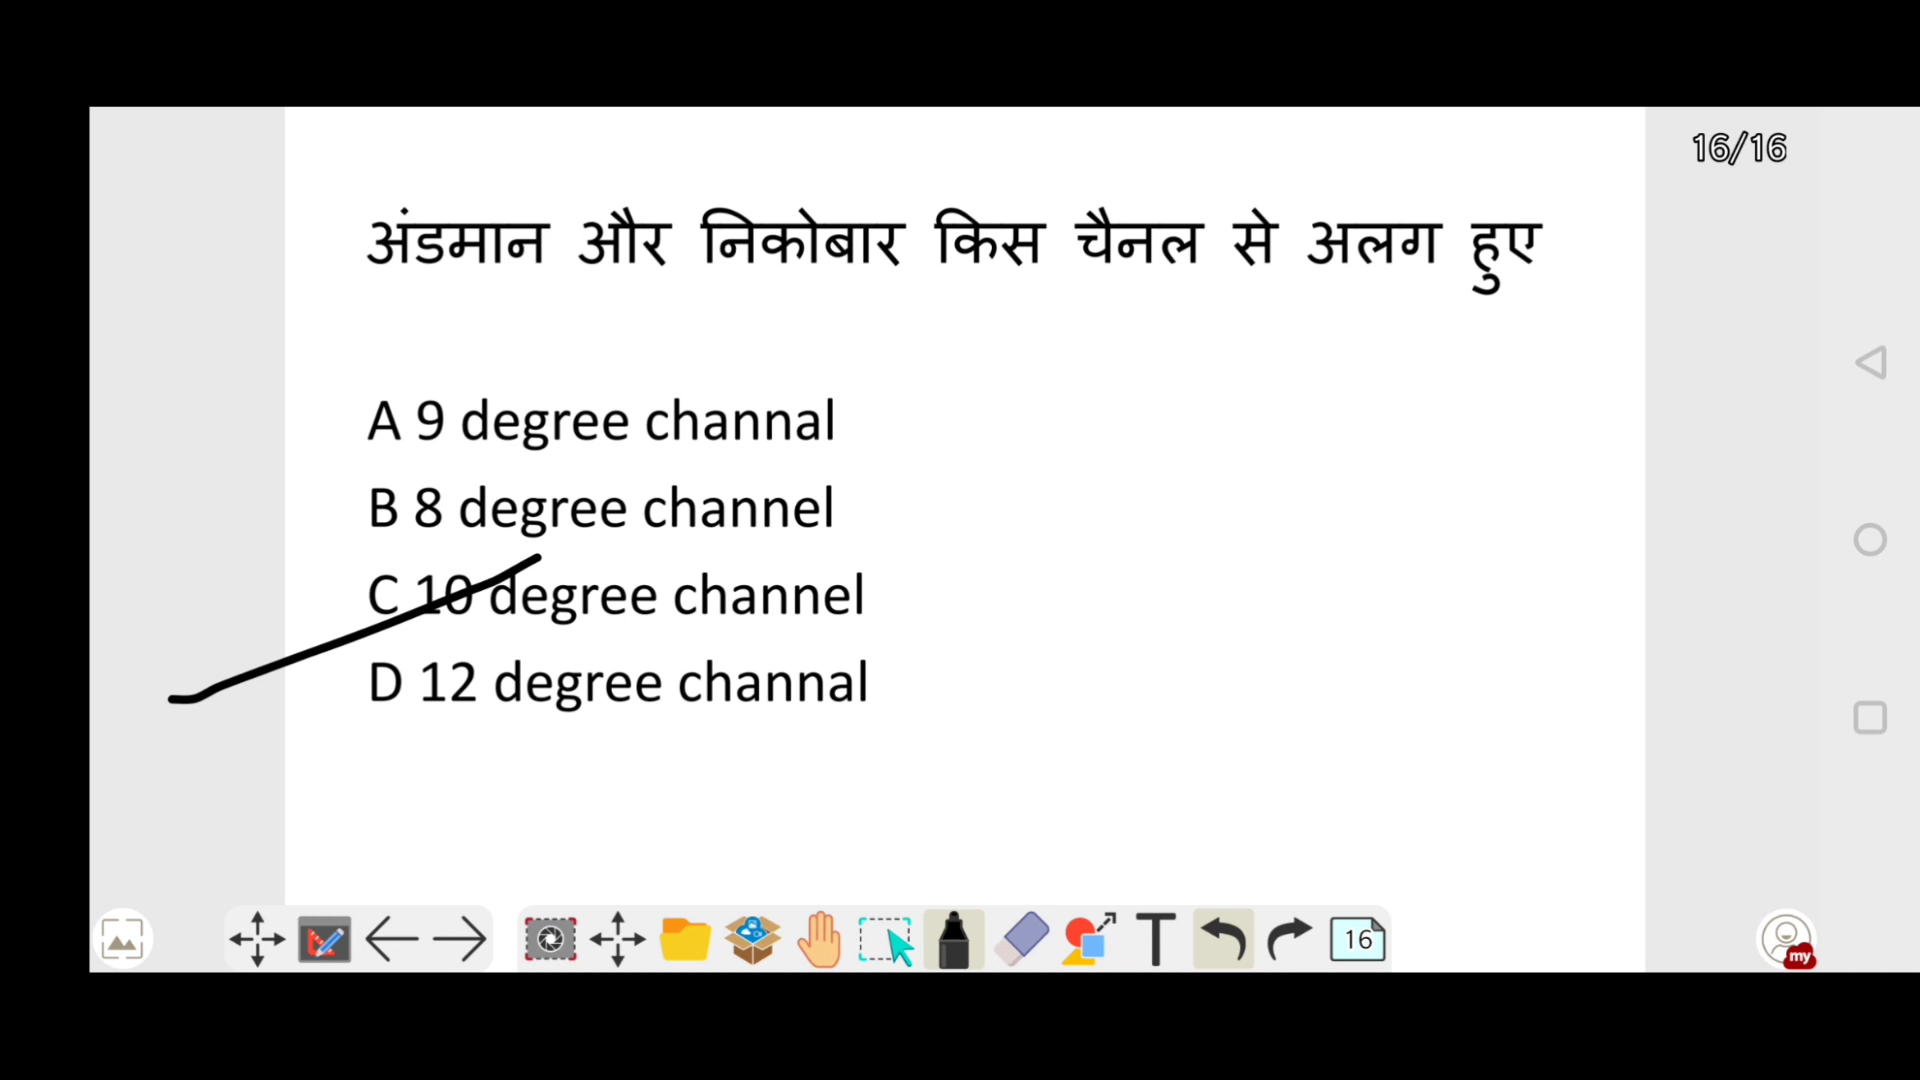 16/16
अंडमान और निकोबार किस चैनल से अलग हुए
A 9 degree channal
B 8 degree channel
C 10 degree channel
D 12 degree channal
16
my